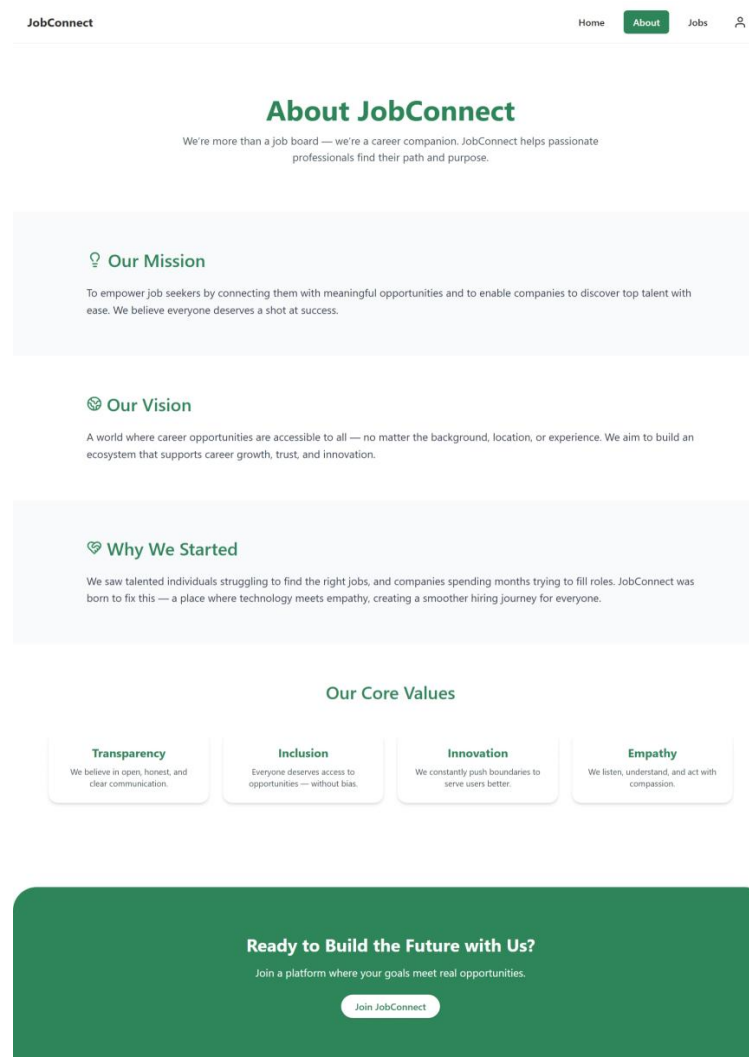 JobConnect
Home
About
Jobs
About JobConnect
We're more than a job board — we're a career companion. JobConnect helps passionate
professionals find their path and purpose.
Our Mission
To empower job seekers by connecting them with meaningful opportunities and to enable companies to discover top talent with
ease. We believe everyone deserves a shot at success.
Our Vision
A world where career opportunities are accessible to all — no matter the background, location, or experience. We aim to build an
ecosystem that supports career growth, trust, and innovation.
Why We Started
We saw talented individuals struggling to find the right jobs, and companies spending months trying to fill roles. JobConnect was
born to fix this — a place where technology meets empathy, creating a smoother hiring journey for everyone.
Our Core Values
Transparency
We believe in open, honest, and
clear communication.
Inclusion
Everyone deserves access to
opportunities — without bias.
Innovation
We constantly push boundaries to
serve users better.
Empathy
We listen, understand, and act with
compassion.
Ready to Build the Future with Us?
Join a platform where your goals meet real opportunities.
Join JobConnect